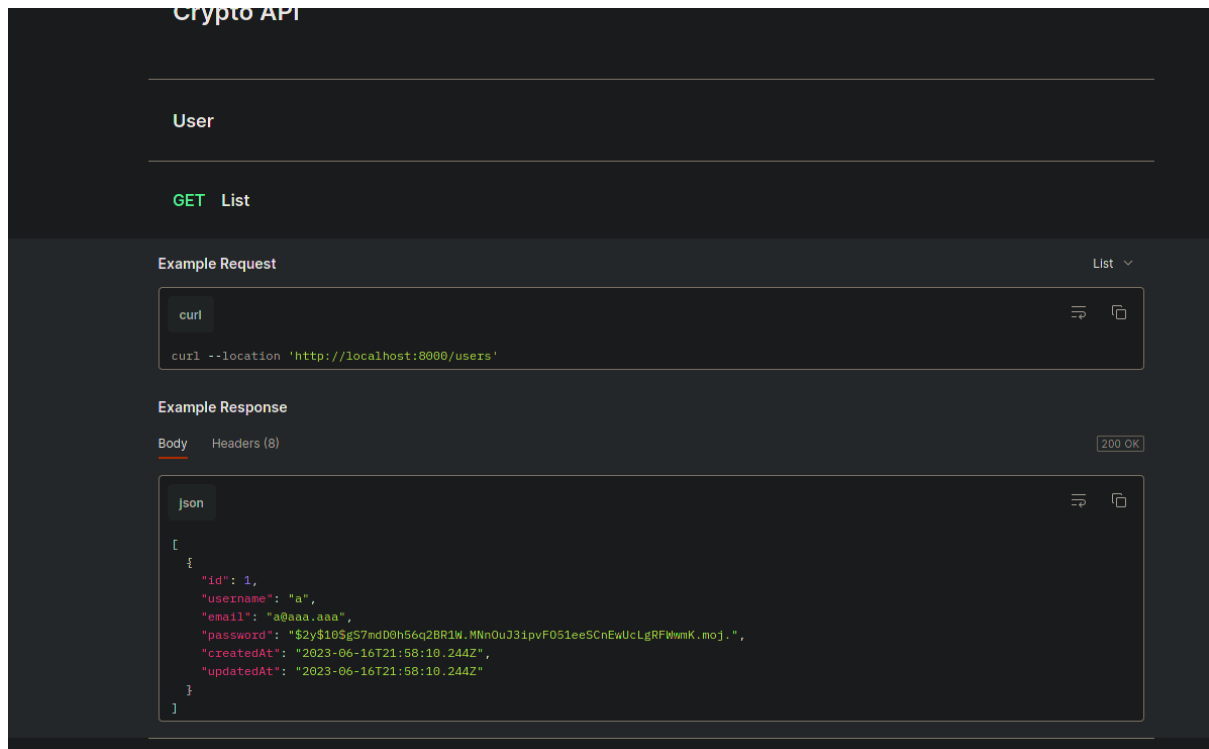 Crypto API
User
GET List
Example Request
List
curl
curl --location 'http://localhost:8000/users'
Example Response
Body Headers (8)
200 OK
json
[
{
"id": 1,
"username": "a",
"email": "a@aaa.aaa",
"password": "$2y$10$gS7mdD0h56q2BR1W.MNnOuJ3ipvFO51eeSCnEwUcLgRFWwmK.moj.",
"createdAt": "2023-06-16T21:58:10.244Z",
"updatedAt": "2023-06-16T21:58:10.244Z"
}
]